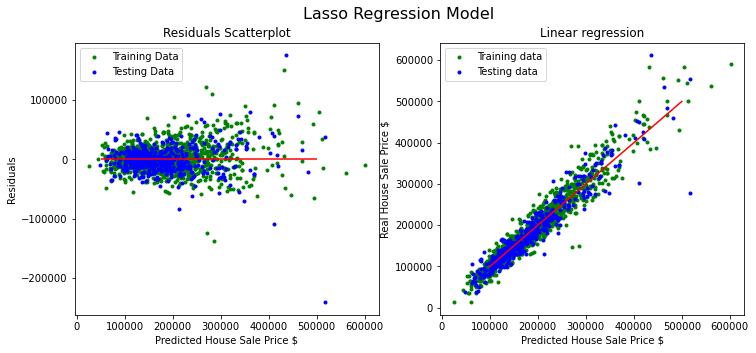 Lasso Regression Model
Residuals Scatterplot
Training Data
Testing Data
100000
0
−100000
−200000
Residuals
0 100000 200000 300000 400000 500000 600000
Predicted House Sale Price $
Linear regression
Training data
Testing data
600000
500000
400000
300000
200000
100000
0
Real House Sale Price $
0 100000 200000 300000 400000 500000 600000
Predicted House Sale Price $